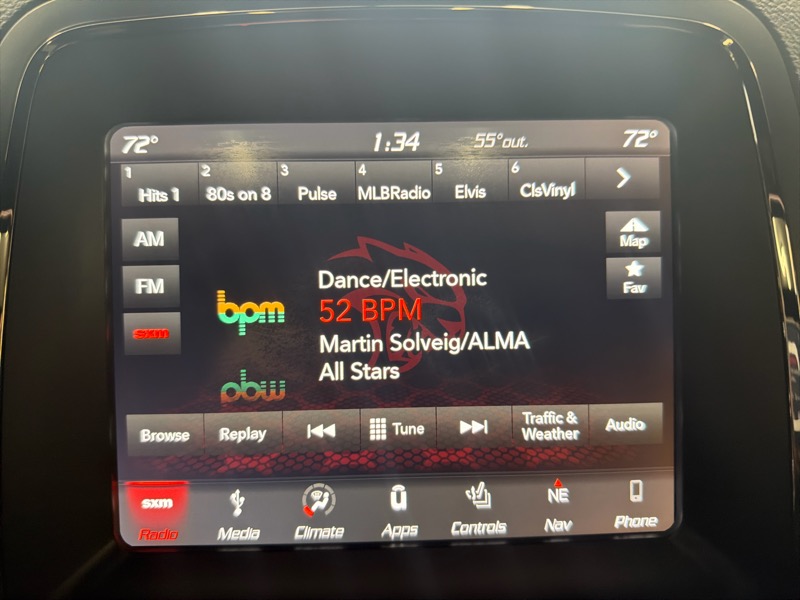 72° 1:34 55°out. 72°
1 2 3 4 5 6
Hits 1 80s on 8 Pulse MLBRadio Elvis ClsVinyl
AM
FM
sxm
Map
Fav
bpm
Dance/Electronic
52 BPM
Martin Solveig/ALMA
All Stars
Browse Replay Tune Traffic & Weather Audio
sxm NE
Radio Media Climate Apps Controls Nav Phone